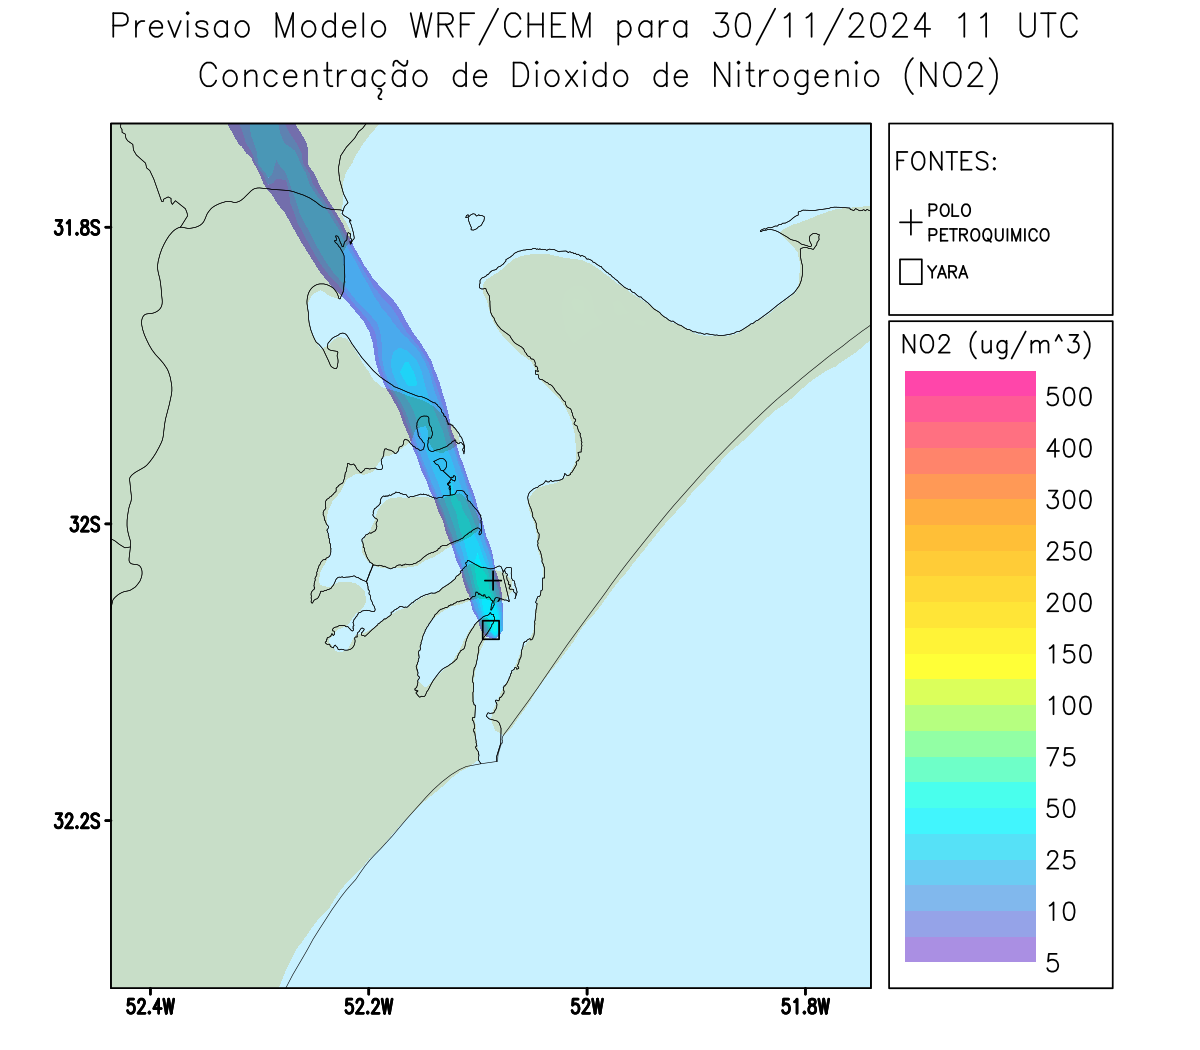 Previsao Modelo WRF/CHEM para 30/11/2024 11 UTC
Concentração de Dioxido de Nitrogenio (NO2)
FONTES:
POLO
PETROQUIMICO
YARA
NO2 (ug/m^3)
500
400
300
250
200
150
100
75
50
25
10
5
31.8S
32S
32.2S
52.4W
52.2W
52W
51.8W